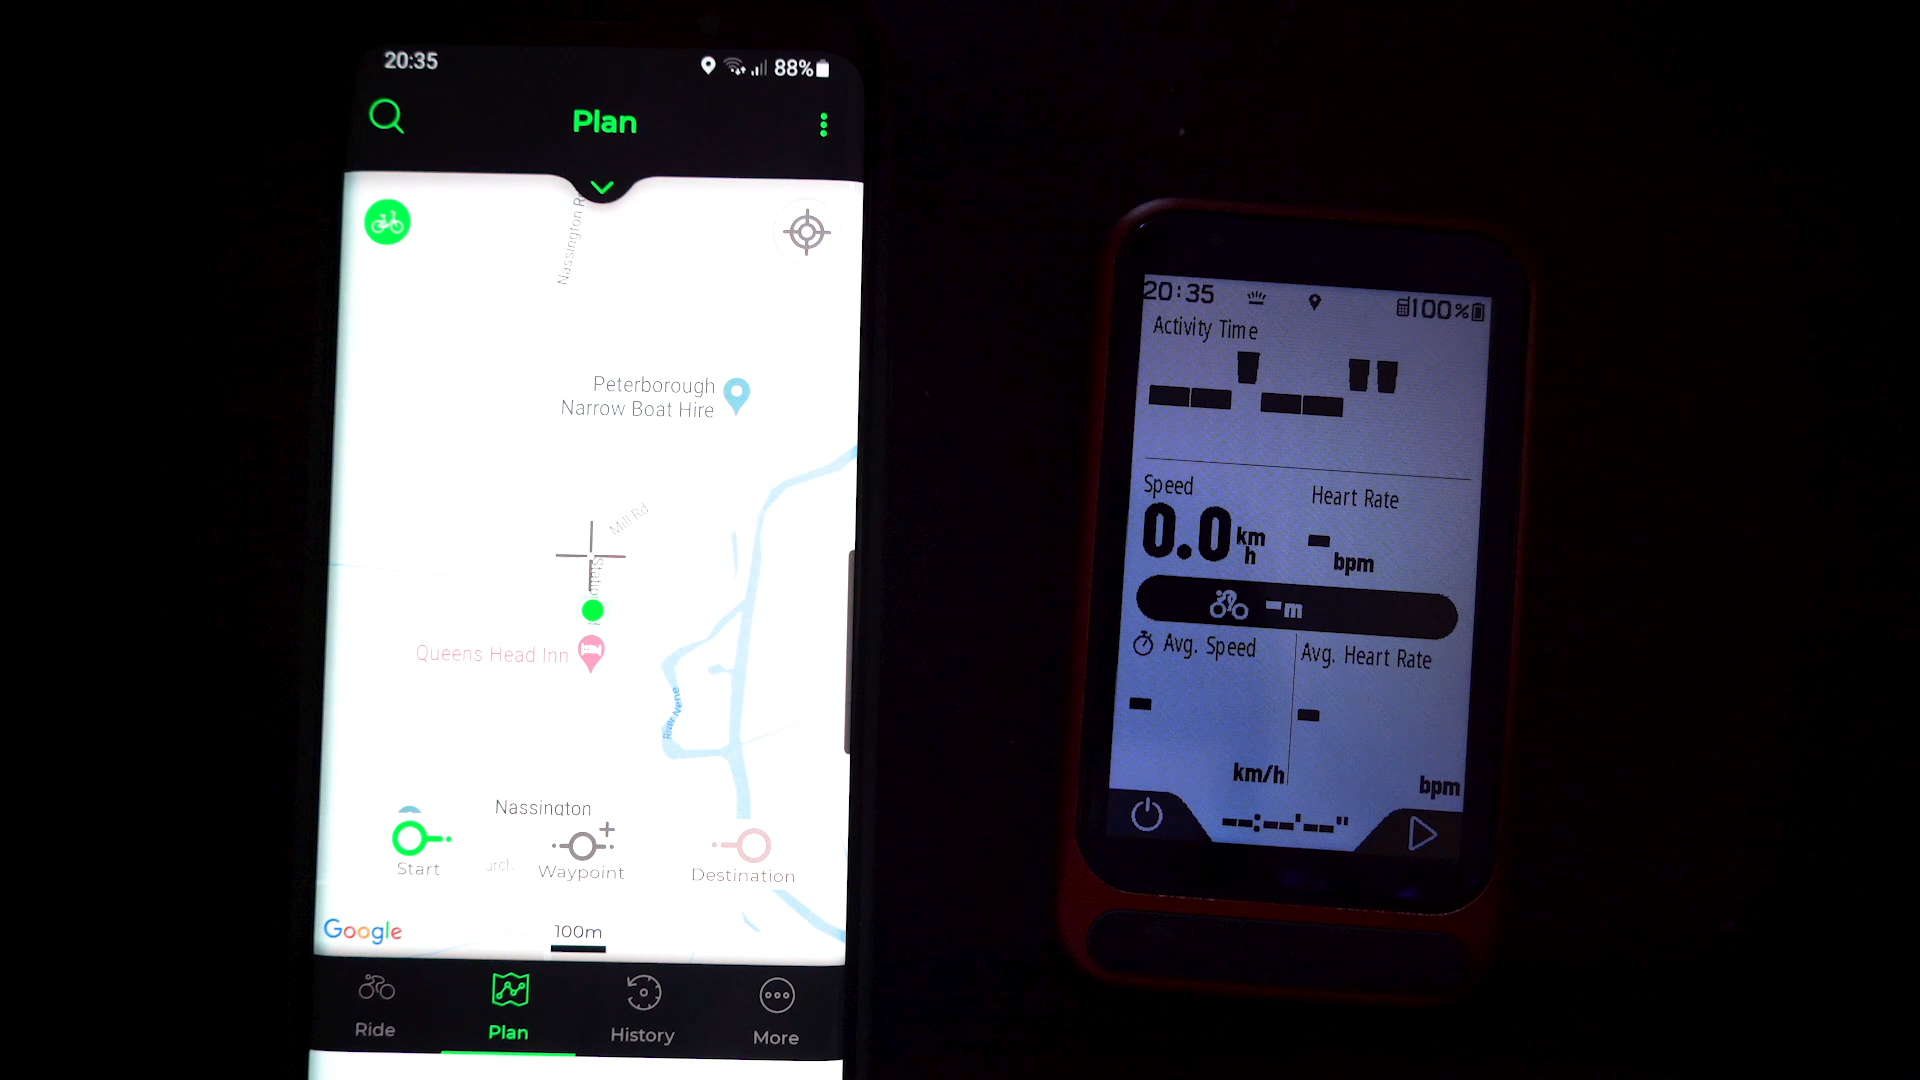 20:35
88%
Plan
Nassington R
Peterborough
Narrow Boat Hire
Mill Rd
Queens Head Inn
River Nene
Nassington
Start
Waypoint
Destination
Google
100m
Ride
Plan
History
More
20:35
100%
Activity Time
--:--'"
Speed
Heart Rate
0.0 km/h
- bpm
-m
Avg. Speed
Avg. Heart Rate
-
-
km/h
bpm
--:--'--"